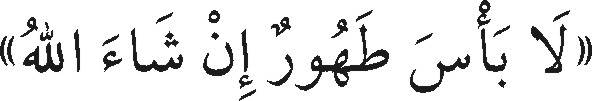 «لَا بَأْسَ طَهُورٌ إِنْ شَاءَ اللهُ»